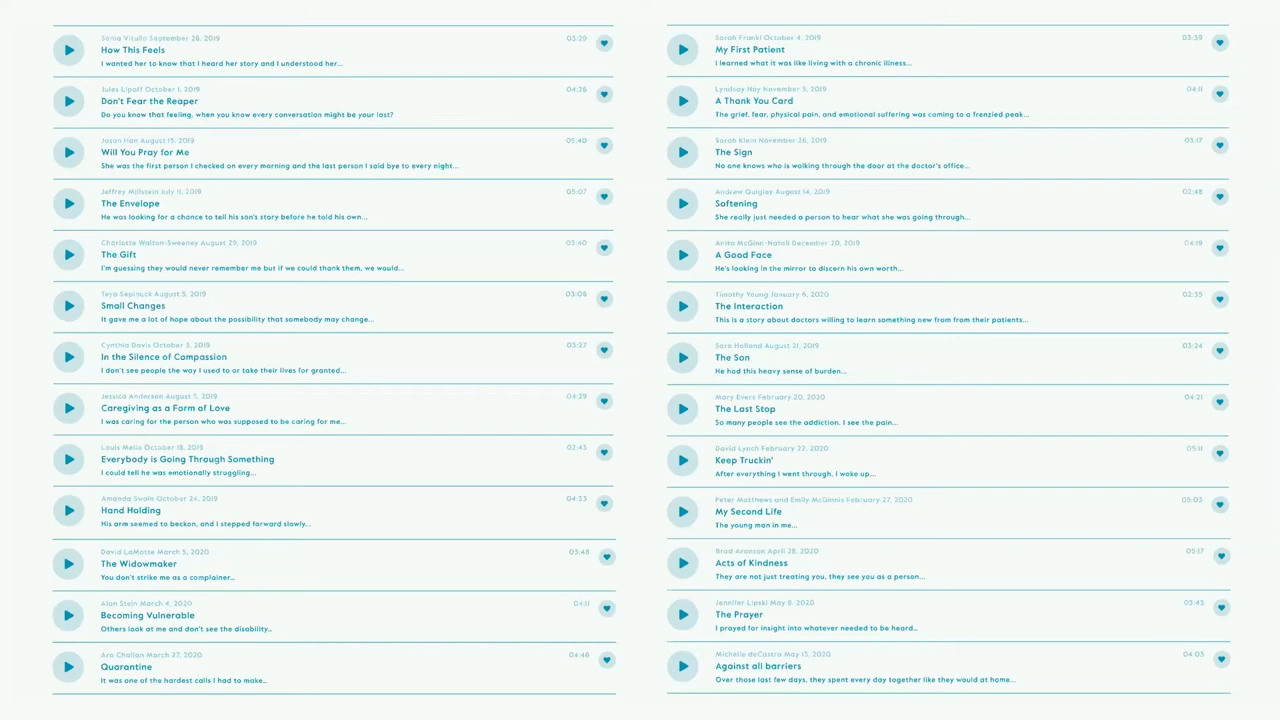 Sonia Vitullo September 26, 2019
03:29
How This Feels
I wanted her to know that I heard her story and I understood her...
Jules Lipoff October 1, 2019
04:26
Don't Fear the Reaper
Do you know that feeling, when you know every conversation might be your last?
Jason Han August 15, 2019
05:40
Will You Pray for Me
She was the first person I checked on every morning and the last person I said bye to every night...
Jeffrey Millstein July 11, 2019
05:07
The Envelope
He was looking for a chance to tell his son's story before he told his own...
Charlotte Walton-Sweeney August 29, 2019
03:40
The Gift
I'm guessing they would never remember me but if we could thank them, we would...
Teya Sepinuck August 5, 2019
03:06
Small Changes
It gave me a lot of hope about the possibility that somebody may change...
Cynthia Davis October 3, 2019
03:27
In the Silence of Compassion
I don't see people the way I used to or take their lives for granted...
Jessica Anderson August 5, 2019
04:29
Caregiving as a Form of Love
I was caring for the person who was supposed to be caring for me...
Louis Mello October 18, 2019
02:43
Everybody is Going Through Something
I could tell he was emotionally struggling...
Amanda Swain October 24, 2019
04:33
Hand Holding
His arm seemed to beckon, and I stepped forward slowly...
David LaMotte March 5, 2020
03:48
The Widowmaker
You don't strike me as a complainer...
Alan Stein March 4, 2020
04:11
Becoming Vulnerable
Others look at me and don't see the disability...
Ara Chalian March 27, 2020
04:46
Quarantine
It was one of the hardest calls I had to make...
Sarah Frankl October 4, 2019
03:39
My First Patient
I learned what it was like living with a chronic illness...
Lyndsay Hoy November 5, 2019
04:11
A Thank You Card
The grief, fear, physical pain, and emotional suffering was coming to a frenzied peak...
Sarah Klein November 26, 2019
03:17
The Sign
No one knows who is walking through the door at the doctor's office...
Andrew Quigley August 14, 2019
02:48
Softening
She really just needed a person to hear what she was going through...
Anita McGinn-Natali December 20, 2019
04:19
A Good Face
He's looking in the mirror to discern his own worth...
Timothy Young January 6, 2020
02:35
The Interaction
This is a story about doctors willing to learn something new from from their patients...
Sara Holland August 21, 2019
03:24
The Son
He had this heavy sense of burden...
Mary Evers February 20, 2020
04:21
The Last Stop
So many people see the addiction. I see the pain...
David Lynch February 22, 2020
05:11
Keep Truckin'
After everything I went through, I woke up...
Peter Matthews and Emily McGinnis February 27, 2020
05:03
My Second Life
The young man in me...
Brad Aronson April 28, 2020
05:17
Acts of Kindness
They are not just treating you, they see you as a person...
Jennifer Lipski May 8, 2020
03:43
The Prayer
I prayed for insight into whatever needed to be heard...
Michelle deCastro May 13, 2020
04:03
Against all barriers
Over those last few days, they spent every day together like they would at home...